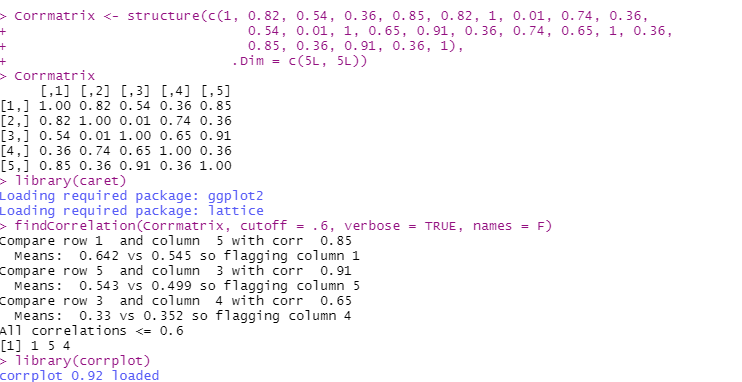 > Corrmatrix <- structure(c(1, 0.82, 0.54, 0.36, 0.85, 0.82, 1, 0.01, 0.74, 0.36,
+ 0.54, 0.01, 1, 0.65, 0.91, 0.36, 0.74, 0.65, 1, 0.36,
+ 0.85, 0.36, 0.91, 0.36, 1),
+ .Dim = c(5L, 5L))
> Corrmatrix
[,1] [,2] [,3] [,4] [,5]
[1,] 1.00 0.82 0.54 0.36 0.85
[2,] 0.82 1.00 0.01 0.74 0.36
[3,] 0.54 0.01 1.00 0.65 0.91
[4,] 0.36 0.74 0.65 1.00 0.36
[5,] 0.85 0.36 0.91 0.36 1.00
> library(caret)
Loading required package: ggplot2
Loading required package: lattice
> findCorrelation(Corrmatrix, cutoff = .6, verbose = TRUE, names = F)
Compare row 1  and column  5 with corr  0.85
Means:  0.642 vs 0.545 so flagging column 1
Compare row 5  and column  3 with corr  0.91
Means:  0.543 vs 0.499 so flagging column 5
Compare row 3  and column  4 with corr  0.65
Means:  0.33 vs 0.352 so flagging column 4
All correlations <= 0.6
[1] 1 5 4
> library(corrplot)
corrplot 0.92 loaded